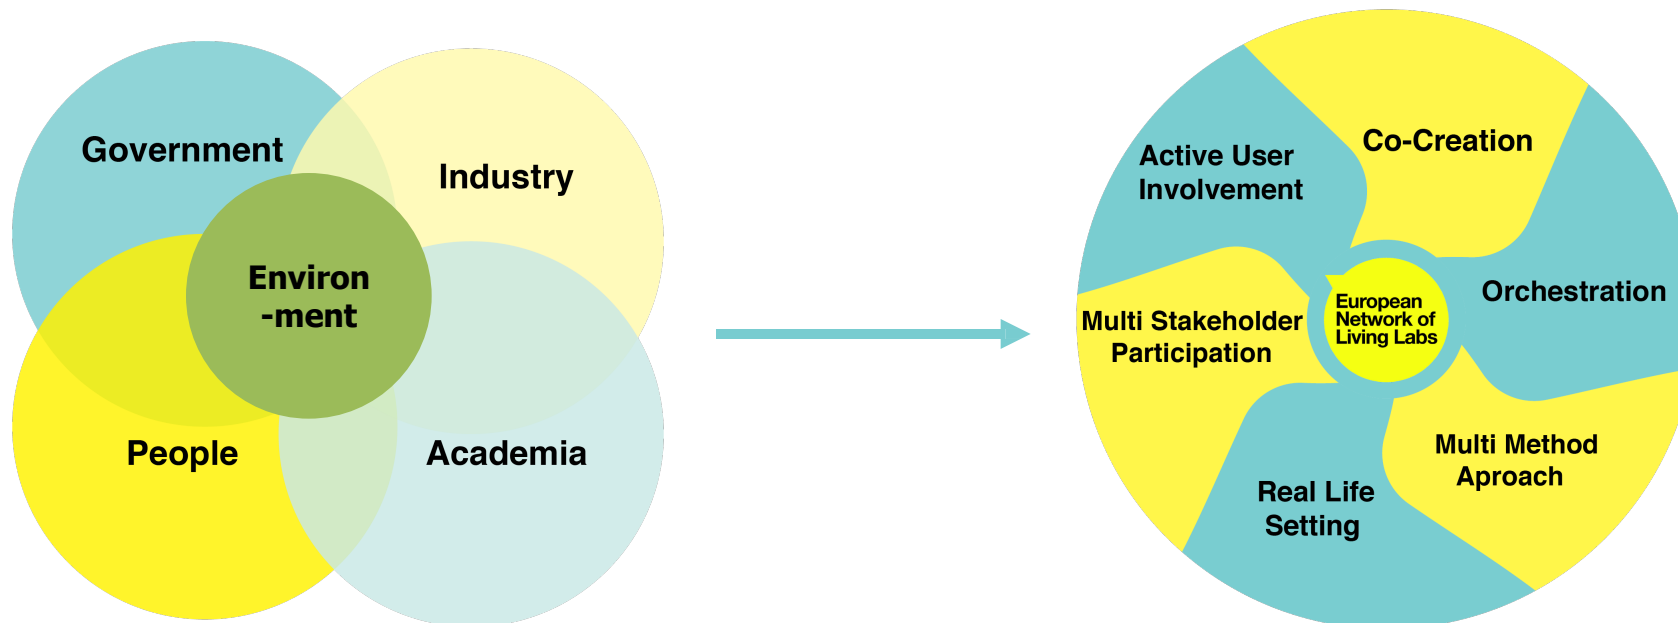 Government
Industry
Environ
-ment
People
Academia
Co-Creation
Active User
Involvement
Orchestration
European
Network of
Living Labs
Multi Stakeholder
Participation
Multi Method
Aproach
Real Life
Setting